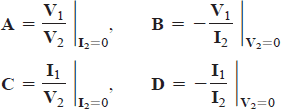 A = V₁/V₂ |I₂=0, B = − V₁/I₂ |V₂=0
C = I₁/V₂ |I₂=0, D = − I₁/I₂ |V₂=0